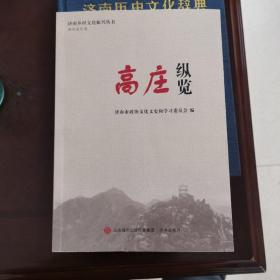 济南历史文化辞典
济南乡村文化振兴丛书
高庄
纵览
济南市政协文化文史和学习委员会 编